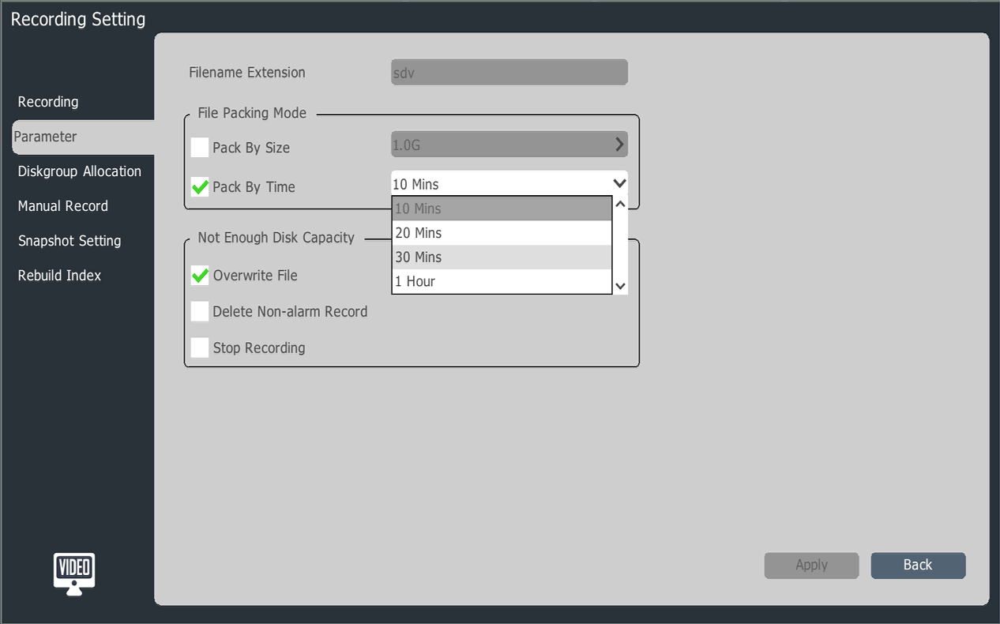 Recording Setting
Recording
Parameter
Diskgroup Allocation
Manual Record
Snapshot Setting
Rebuild Index
VIDEO
Filename Extension
sdv
File Packing Mode
Pack By Size
1.0G
Pack By Time
10 Mins
10 Mins
20 Mins
30 Mins
1 Hour
Not Enough Disk Capacity
Overwrite File
Delete Non-alarm Record
Stop Recording
Apply
Back